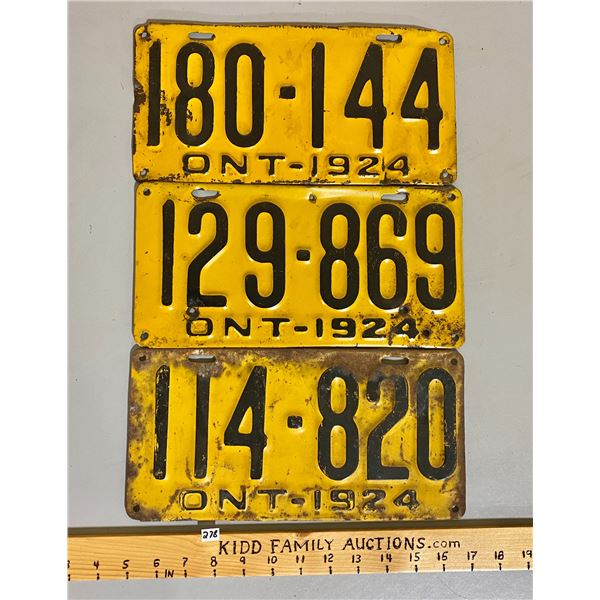 180-144
ONT-1924
129-869
ONT-1924
114-820
ONT-1924
276
KIDD FAMILY AUCTIONS.com
3 4 5 6 IN 7 8 9 10 11 12 13 14 15 16 17 18 19